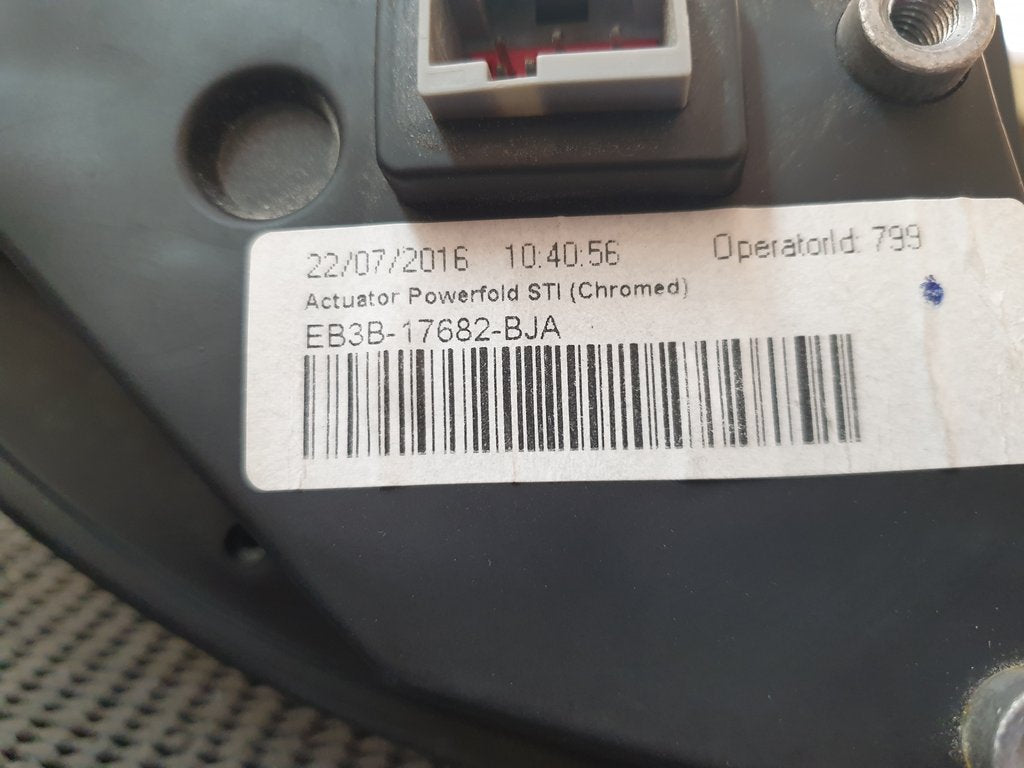 22/07/2016 10:40:56 OperatorId: 799
Actuator Powerfold STI (Chromed)
EB3B-17682-BJA